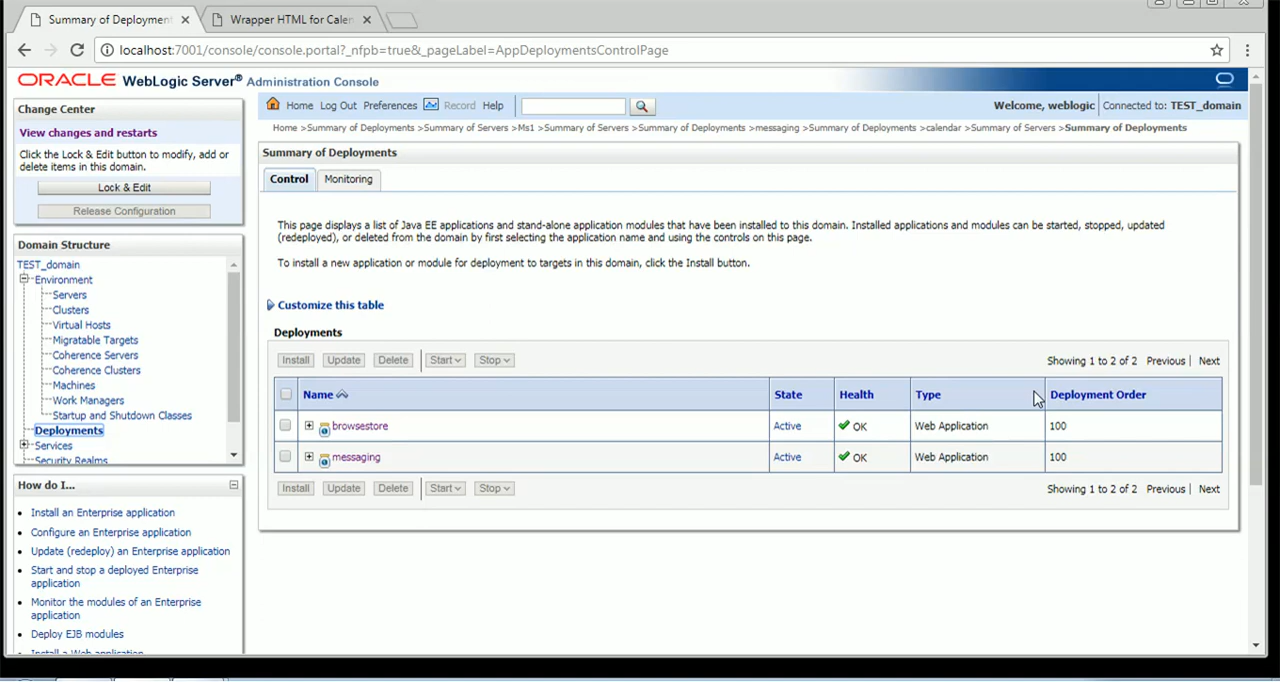 Summary of Deployment
Wrapper HTML for Calen
localhost:7001/console/console.portal?_nfpb=true&_pageLabel=AppDeploymentsControlPage
ORACLE WebLogic Server® Administration Console
Change Center
View changes and restarts
Click the Lock & Edit button to modify, add or
delete items in this domain.
Lock & Edit
Release Configuration
Domain Structure
TEST_domain
Environment
Servers
Clusters
Virtual Hosts
Migratable Targets
Coherence Servers
Coherence Clusters
Machines
Work Managers
Startup and Shutdown Classes
Deployments
Services
Security Realms
How do I...
Install an Enterprise application
Configure an Enterprise application
Update (redeploy) an Enterprise application
Start and stop a deployed Enterprise
application
Monitor the modules of an Enterprise
application
Deploy EJB modules
Install a Web application
Home Log Out Preferences Record Help
Welcome, weblogic Connected to: TEST_domain
Home >Summary of Deployments >Summary of Servers >Ms1 >Summary of Servers >Summary of Deployments >messaging >Summary of Deployments >calendar >Summary of Servers >Summary of Deployments
Summary of Deployments
Control Monitoring
This page displays a list of Java EE applications and stand-alone application modules that have been installed to this domain. Installed applications and modules can be started, stopped, updated
(redeployed), or deleted from the domain by first selecting the application name and using the controls on this page.
To install a new application or module for deployment to targets in this domain, click the Install button.
Customize this table
Deployments
Install Update Delete Start Stop Showing 1 to 2 of 2 Previous | Next
Name State Health Type Deployment Order
browsestore Active OK Web Application 100
messaging Active OK Web Application 100
Install Update Delete Start Stop Showing 1 to 2 of 2 Previous | Next